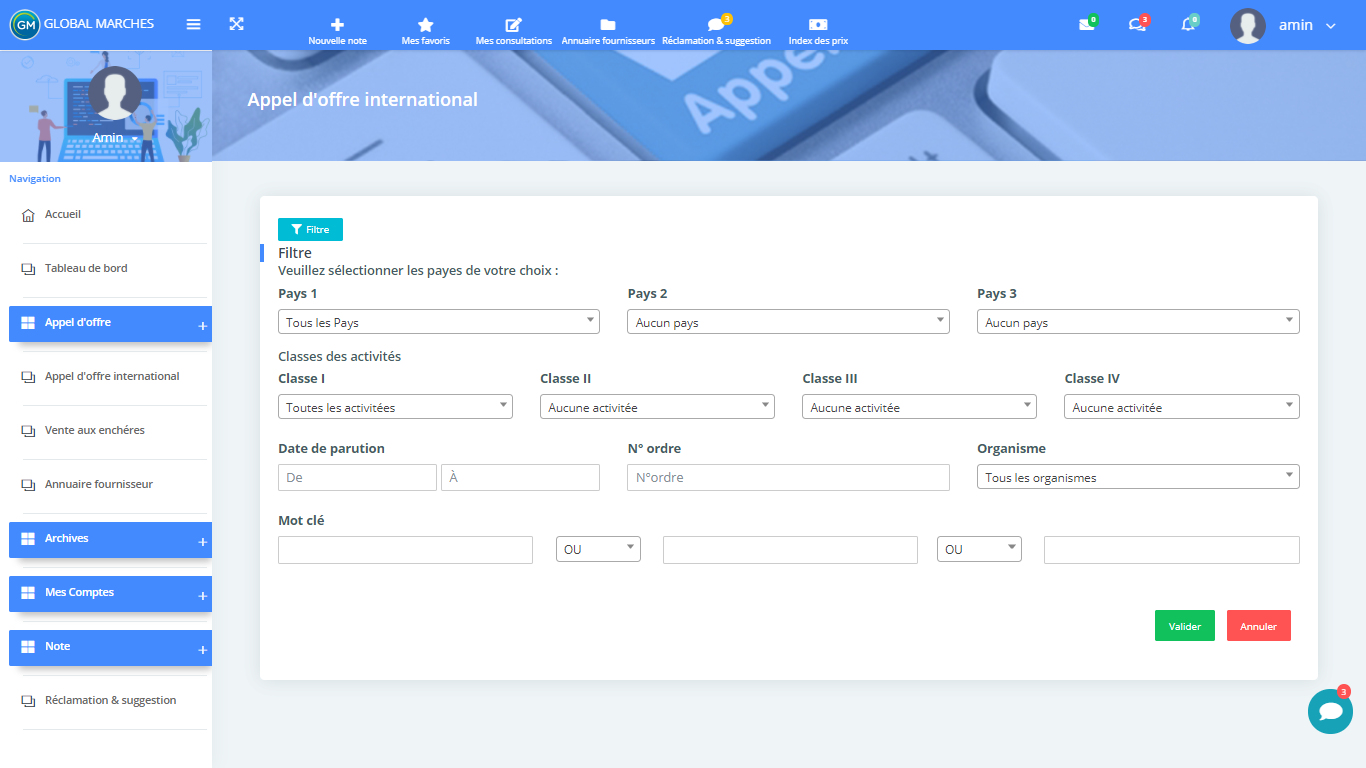 GM GLOBAL MARCHES
Nouvelle note
Mes favoris
Mes consultations
Annuaire fournisseurs
3
Réclamation & suggestion
Index des prix
0
3
0
amin
Amin
Appel d'offre international
Appel
Navigation
Accueil
Tableau de bord
Appel d'offre +
Appel d'offre international
Vente aux enchéres
Annuaire fournisseur
Archives +
Mes Comptes +
Note +
Réclamation & suggestion
Filtre
Filtre
Veuillez sélectionner les payes de votre choix :
Pays 1 Pays 2 Pays 3
Tous les Pays Aucun pays Aucun pays
Classes des activités
Classe I Classe II Classe III Classe IV
Toutes les activitées Aucune activitée Aucune activitée Aucune activitée
Date de parution N° ordre Organisme
De À N°ordre Tous les organismes
Mot clé
OU OU
Valider Annuler
3